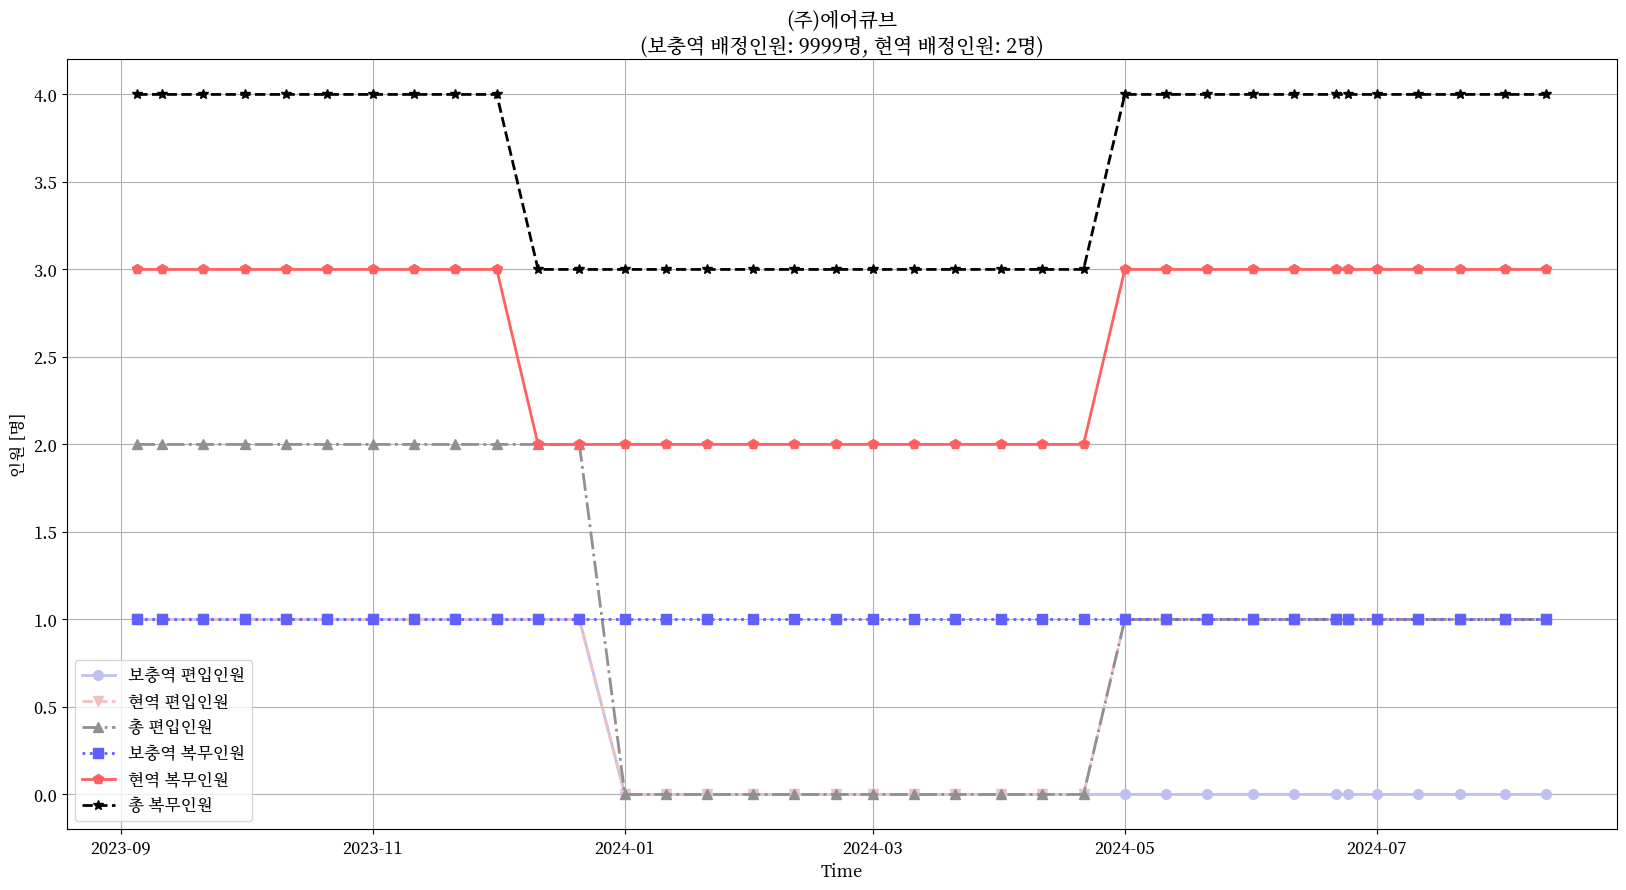 (주)에어큐브
(보충역 배정인원: 9999명, 현역 배정인원: 2명)
인원 [명]
4.0
3.5
3.0
2.5
2.0
1.5
1.0
0.5
0.0
보충역 편입인원
현역 편입인원
총 편입인원
보충역 복무인원
현역 복무인원
총 복무인원
2023-09
2023-11
2024-01
2024-03
2024-05
2024-07
Time